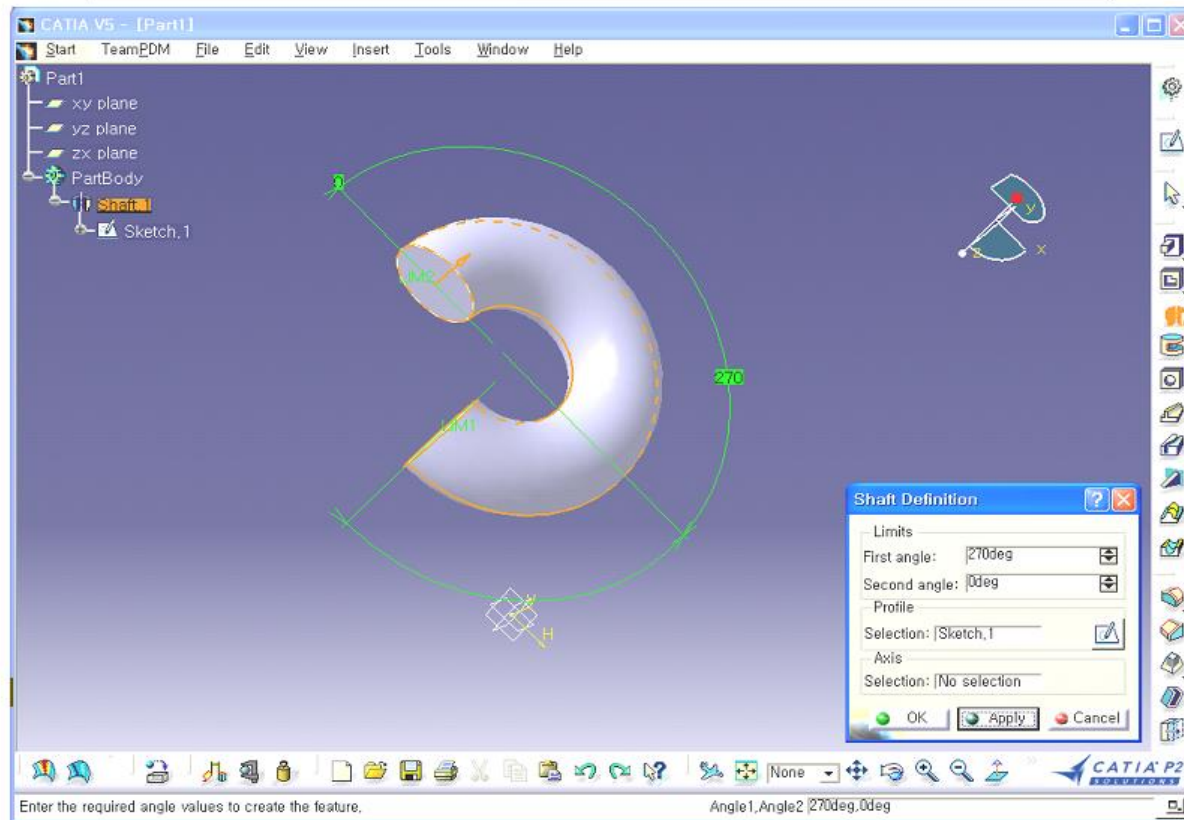 CATIA V5 - [Part1]
Start TeamPDM File Edit View Insert Tools Window Help
Part1
xy plane
yz plane
zx plane
PartBody
Shaft.1
Sketch.1
0
LIM2
270
LIM1
y
z
x
V
H
Shaft Definition
Limits
First angle: 270deg
Second angle: 0deg
Profile
Selection: Sketch.1
Axis
Selection: No selection
OK Apply Cancel
None
CATIA P2
SOLUTIONS
Enter the required angle values to create the feature.
Angle1,Angle2 270deg,0deg